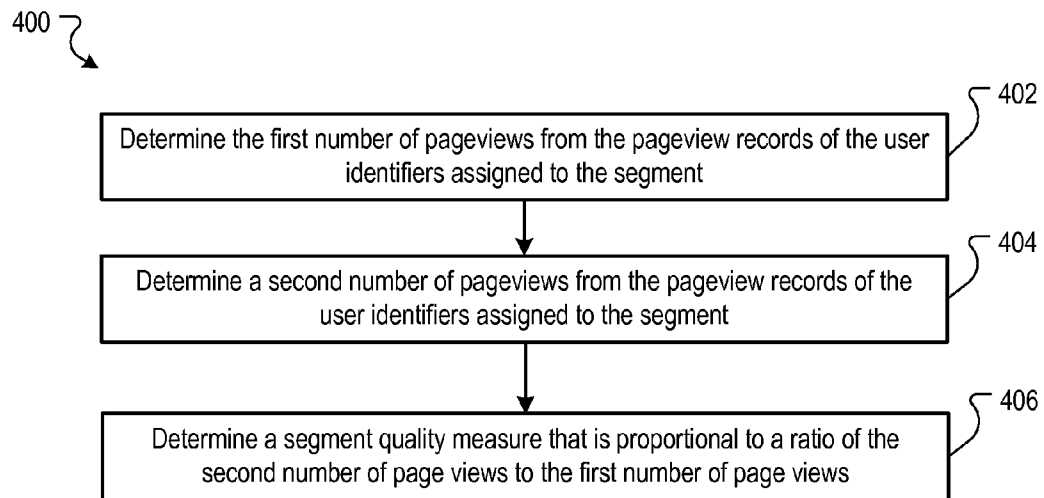 400
402
Determine the first number of pageviews from the pageview records of the user
identifiers assigned to the segment
404
Determine a second number of pageviews from the pageview records of the
user identifiers assigned to the segment
406
Determine a segment quality measure that is proportional to a ratio of the
second number of page views to the first number of page views